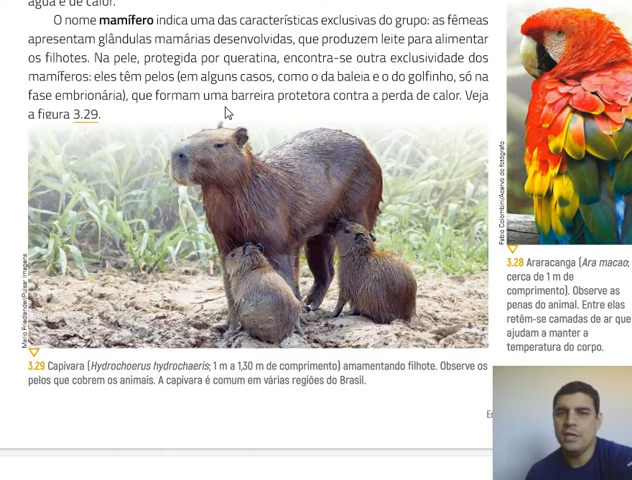 água e de calor.
O nome mamífero indica uma das características exclusivas do grupo: as fêmeas
apresentam glândulas mamárias desenvolvidas, que produzem leite para alimentar
os filhotes. Na pele, protegida por queratina, encontra-se outra exclusividade dos
mamíferos: eles têm pelos (em alguns casos, como o da baleia e o do golfinho, só na
fase embrionária), que formam uma barreira protetora contra a perda de calor. Veja
a figura 3.29.
Mario Friedlander/Pulsar Imagens
3.29 Capivara (Hydrochoerus hydrochaeris; 1 m a 1,30 m de comprimento) amamentando filhote. Observe os
pelos que cobrem os animais. A capivara é comum em várias regiões do Brasil.
Fabio Colombini/Acervo do fotógrafo
3.28 Araracanga (Ara macao;
cerca de 1 m de
comprimento). Observe as
penas do animal. Entre elas
retêm-se camadas de ar que
ajudam a manter a
temperatura do corpo.